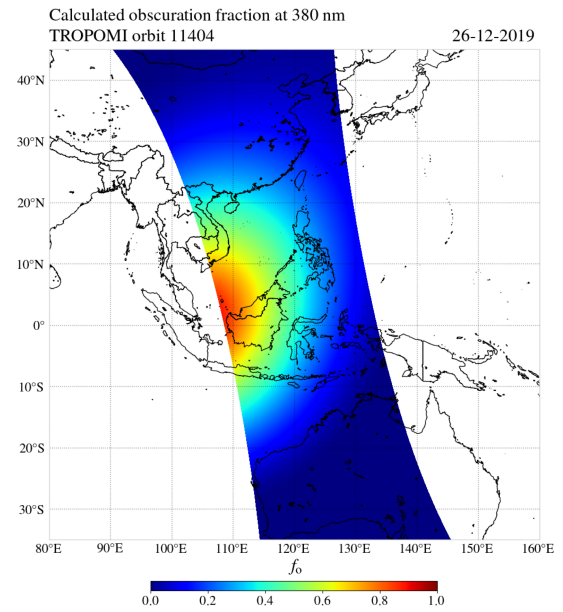 Calculated obscuration fraction at 380 nm
TROPOMI orbit 11404 26-12-2019
40°N
30°N
20°N
10°N
0°
10°S
20°S
30°S
80°E 90°E 100°E 110°E 120°E 130°E 140°E 150°E 160°E
fo
0.0 0.2 0.4 0.6 0.8 1.0